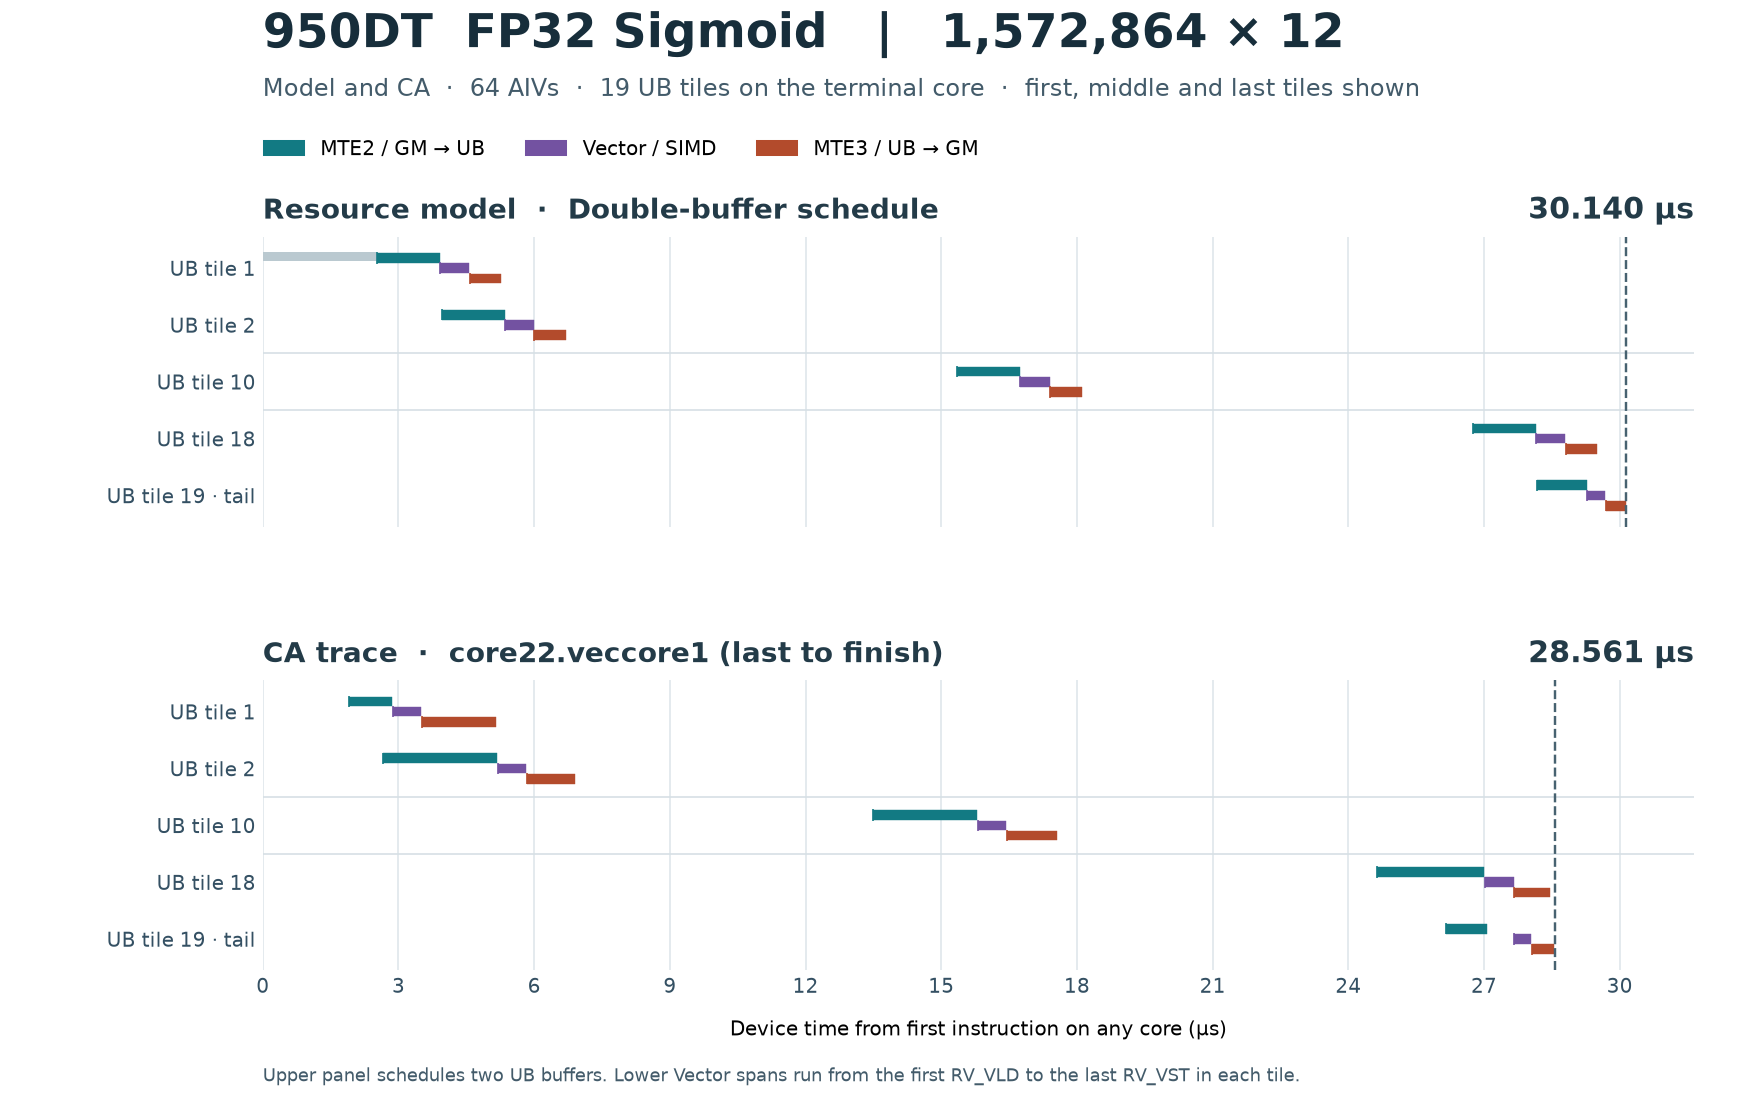 950DT  FP32 Sigmoid   |   1,572,864 × 12
Model and CA  ·  64 AIVs  ·  19 UB tiles on the terminal core  ·  first, middle and last tiles shown
MTE2 / GM → UB
Vector / SIMD
MTE3 / UB → GM
Resource model  ·  Double-buffer schedule
30.140 µs
UB tile 1
UB tile 2
UB tile 10
UB tile 18
UB tile 19 · tail
CA trace  ·  core22.veccore1 (last to finish)
28.561 µs
UB tile 1
UB tile 2
UB tile 10
UB tile 18
UB tile 19 · tail
0 3 6 9 12 15 18 21 24 27 30
Device time from first instruction on any core (µs)
Upper panel schedules two UB buffers. Lower Vector spans run from the first RV_VLD to the last RV_VST in each tile.